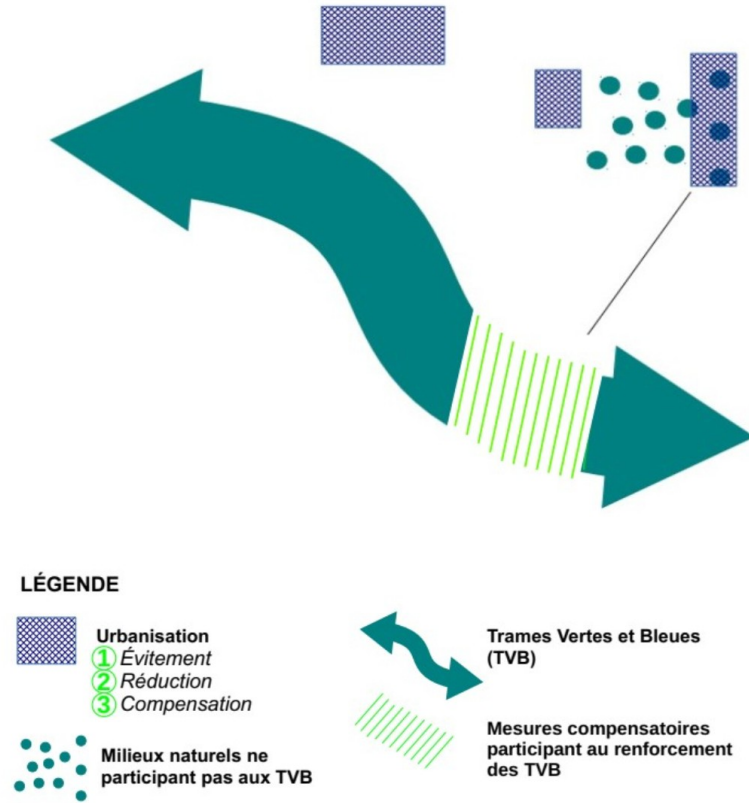 LÉGENDE
Urbanisation
1 Évitement
2 Réduction
3 Compensation
Milieux naturels ne
participant pas aux TVB
Trames Vertes et Bleues
(TVB)
Mesures compensatoires
participant au renforcement
des TVB